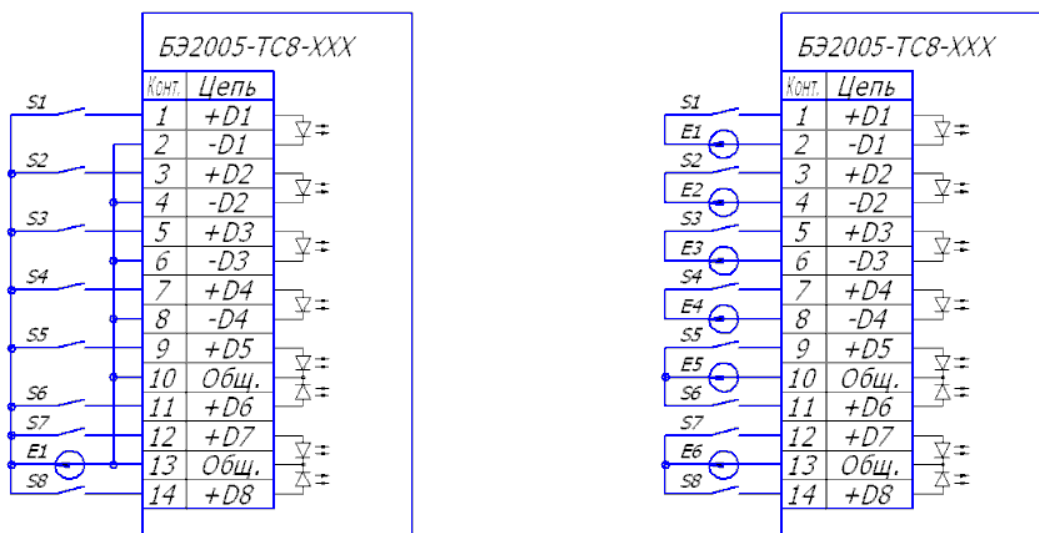 БЭ2005-ТС8-XXX
Конт. Цепь
S1
1 +D1
2 -D1
S2
3 +D2
4 -D2
S3
5 +D3
6 -D3
S4
7 +D4
8 -D4
S5
9 +D5
10 Общ.
S6
11 +D6
S7
12 +D7
E1
13 Общ.
S8
14 +D8
БЭ2005-ТС8-XXX
Конт. Цепь
S1
1 +D1
E1
2 -D1
S2
3 +D2
E2
4 -D2
S3
5 +D3
E3
6 -D3
S4
7 +D4
E4
8 -D4
S5
9 +D5
E5
10 Общ.
S6
11 +D6
S7
12 +D7
E6
13 Общ.
S8
14 +D8